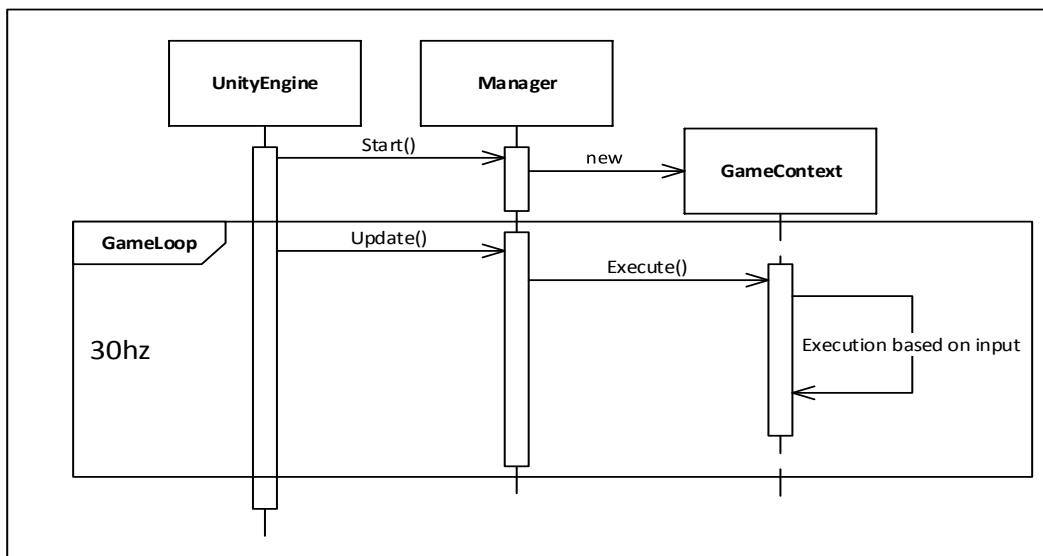 UnityEngine
Manager
Start()
new
GameContext
GameLoop
Update()
Execute()
30hz
Execution based on input